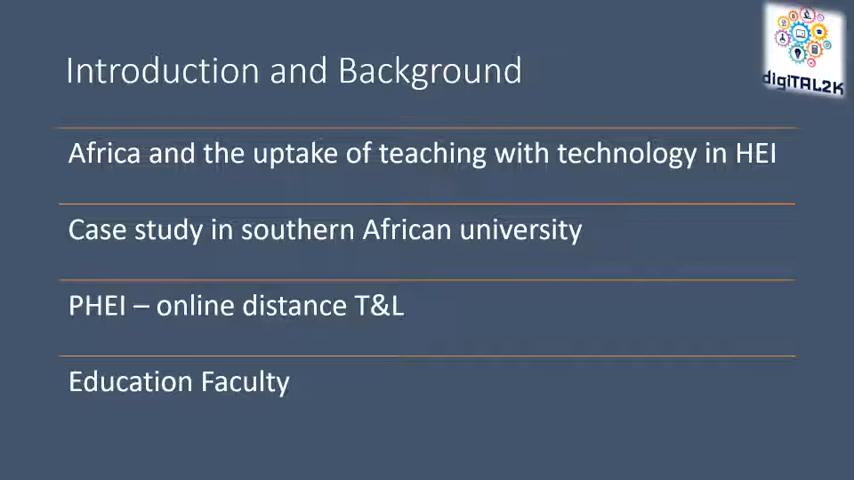 Introduction and Background
digiTAL2K
Africa and the uptake of teaching with technology in HEI
Case study in southern African university
PHEI – online distance T&L
Education Faculty